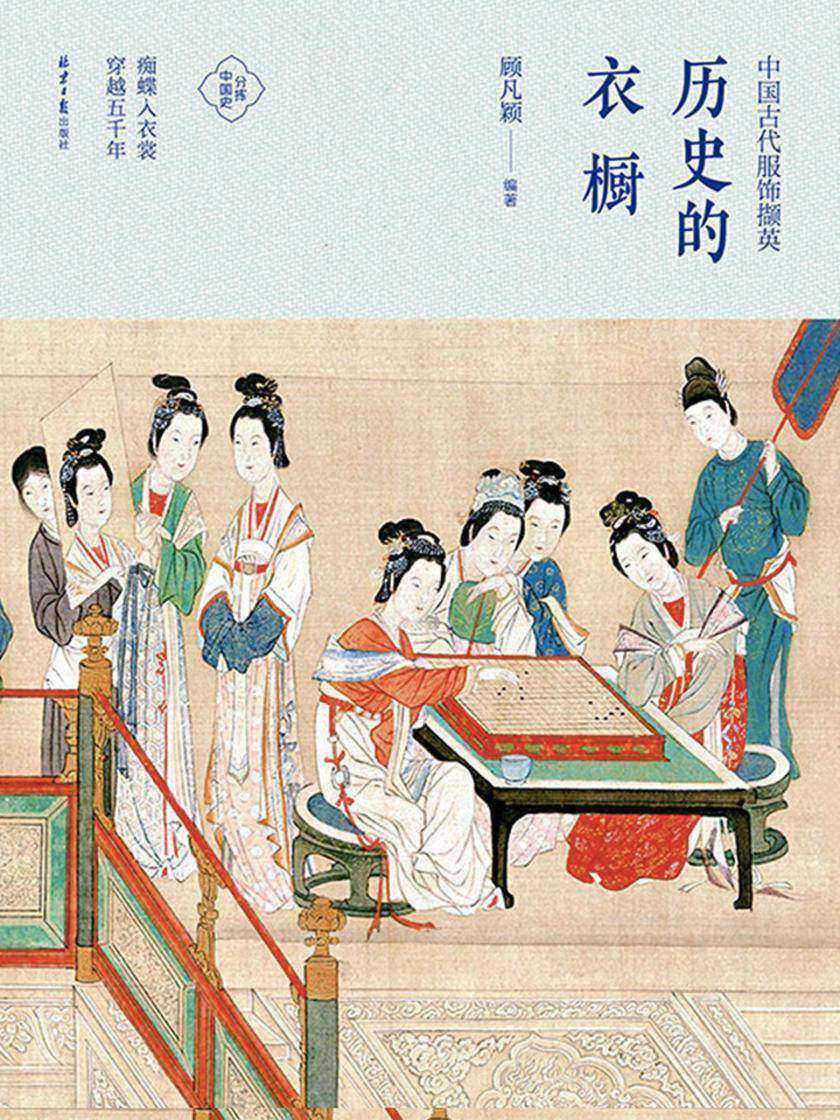 中国古代服饰撷英
历史的
衣橱
顾凡颖
编著
分拣
中国史
痴蝶入衣裳
穿越五千年
北京日报出版社